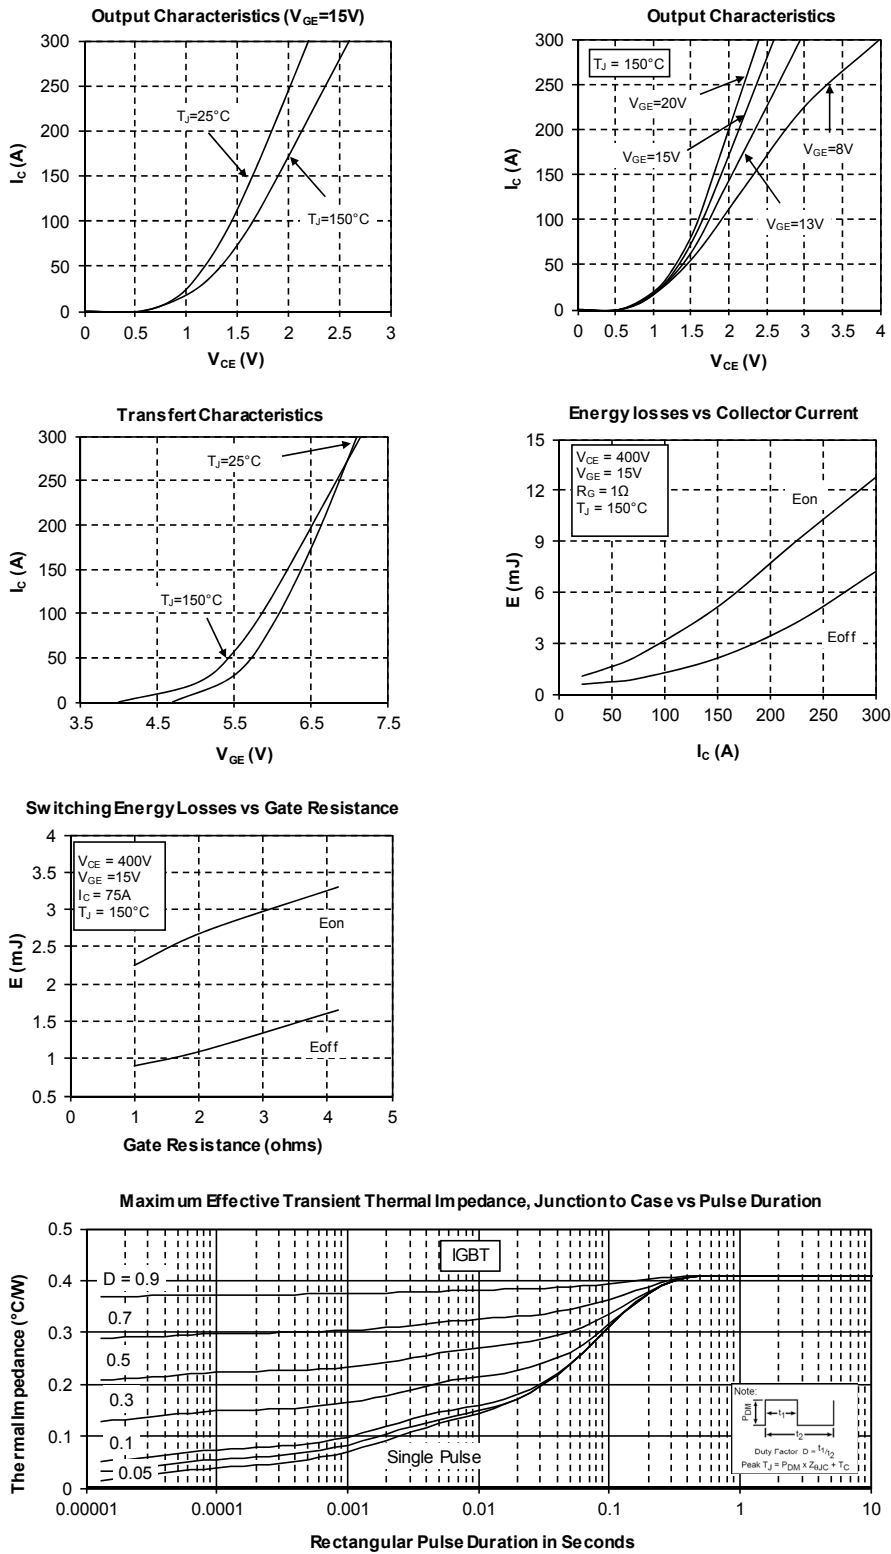 Output Characteristics (VGE=15V)
300
250
200
150
100
50
0
0 0.5 1 1.5 2 2.5 3
IC (A)
VCE (V)
TJ=25°C
TJ=150°C
Output Characteristics
300
250
200
150
100
50
0
0 0.5 1 1.5 2 2.5 3 3.5 4
IC (A)
VCE (V)
TJ = 150°C
VGE=20V
VGE=15V
VGE=8V
VGE=13V
Transfert Characteristics
300
250
200
150
100
50
0
3.5 4.5 5.5 6.5 7.5
IC (A)
VGE (V)
TJ=25°C
TJ=150°C
Energy losses vs Collector Current
15
12
9
6
3
0
0 50 100 150 200 250 300
E (mJ)
IC (A)
VCE = 400V
VGE = 15V
RG = 1Ω
TJ = 150°C
Eon
Eoff
Switching Energy Losses vs Gate Resistance
4
3.5
3
2.5
2
1.5
1
0.5
0 1 2 3 4 5
E (mJ)
Gate Resistance (ohms)
VCE = 400V
VGE =15V
IC = 75A
TJ = 150°C
Eon
Eoff
Maximum Effective Transient Thermal Impedance, Junction to Case vs Pulse Duration
0.5
0.4
0.3
0.2
0.1
0
0.00001 0.0001 0.001 0.01 0.1 1 10
Thermal Impedance (°C/W)
Rectangular Pulse Duration in Seconds
IGBT
D = 0.9
0.7
0.5
0.3
0.1
0.05
Single Pulse
Note:
PDM
t1
t2
Duty Factor D = t1/t2
Peak TJ = PDM x ZθJC + TC